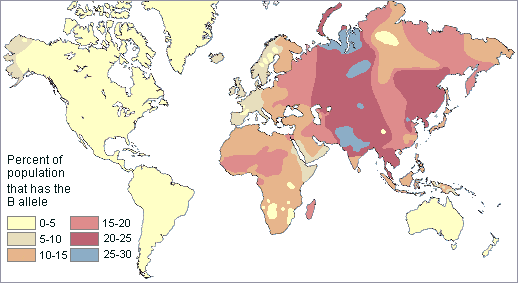 Percent of
population
that has the
B allele
0-5
15-20
5-10
20-25
10-15
25-30